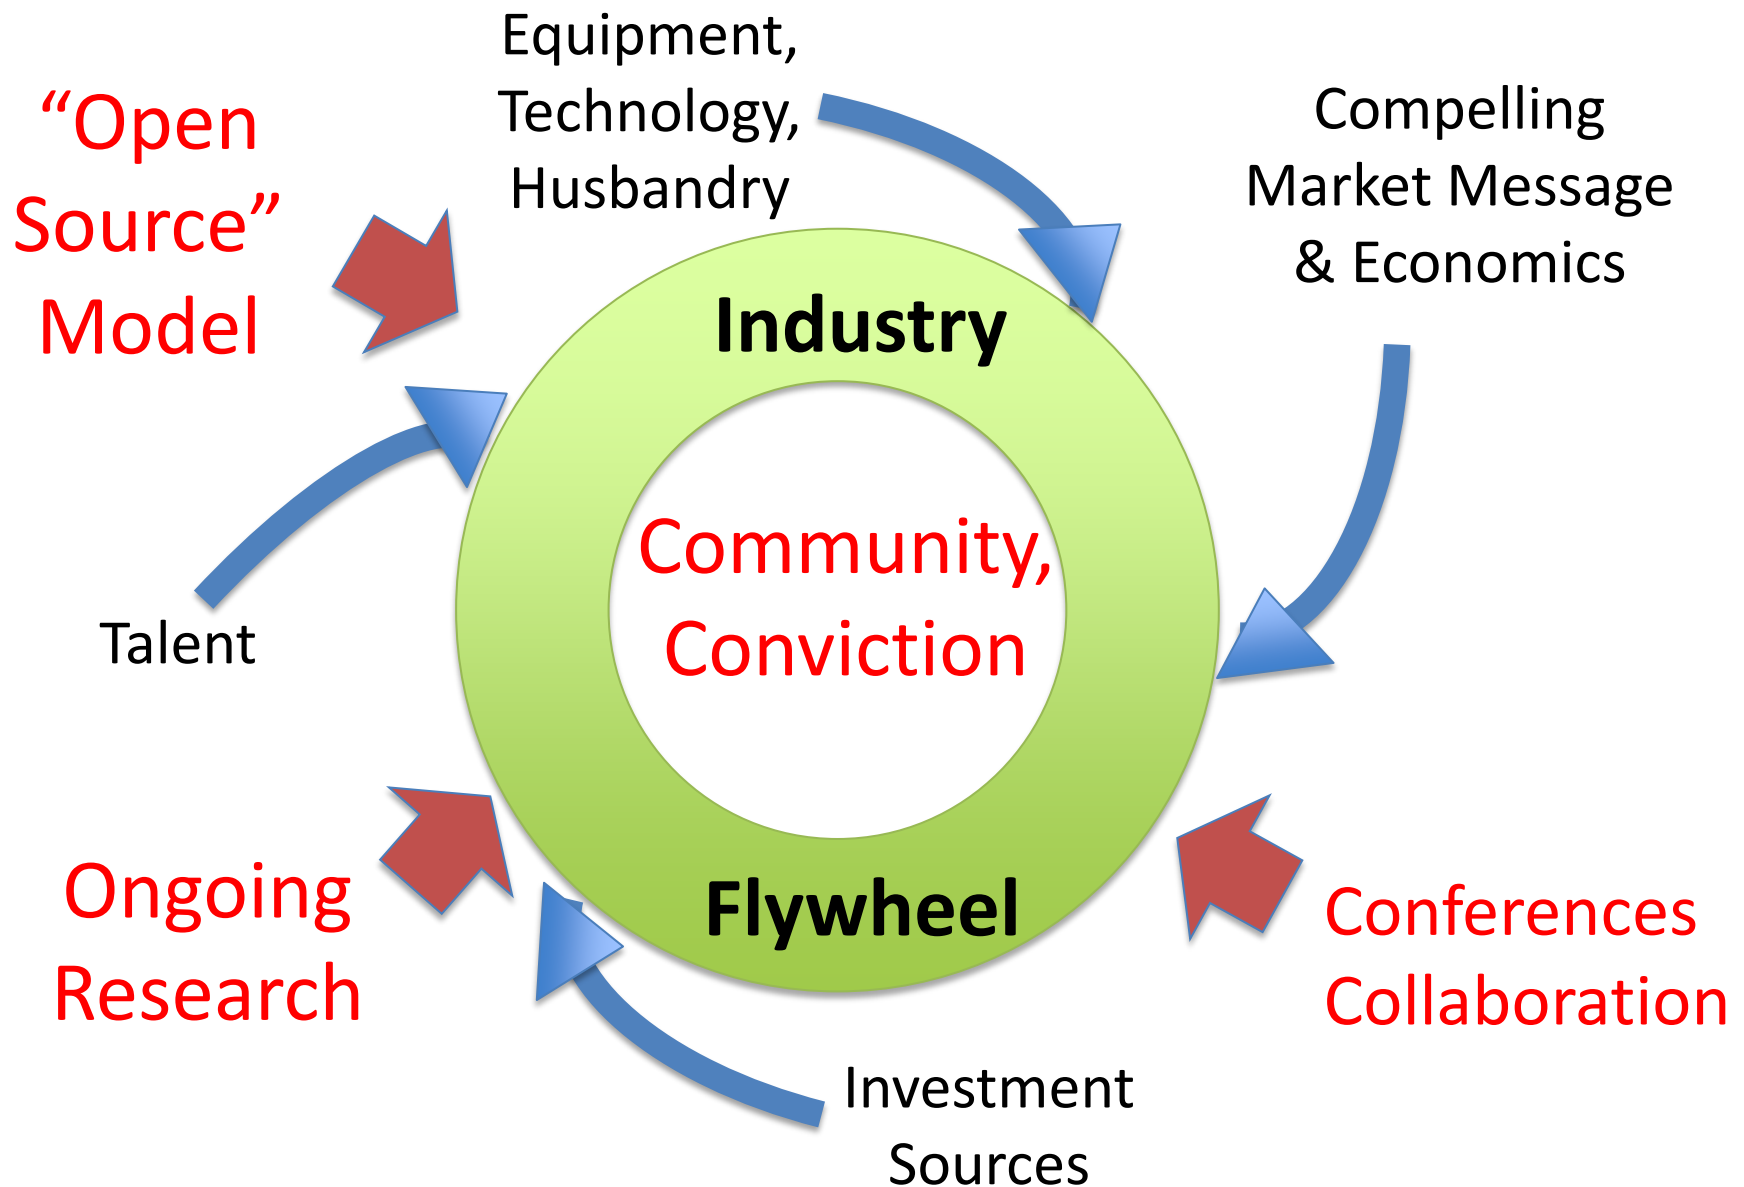 Equipment,
Technology,
Husbandry
“Open
Source”
Model
Compelling
Market Message
& Economics
Industry
Community,
Conviction
Talent
Flywheel
Ongoing
Research
Conferences
Collaboration
Investment
Sources